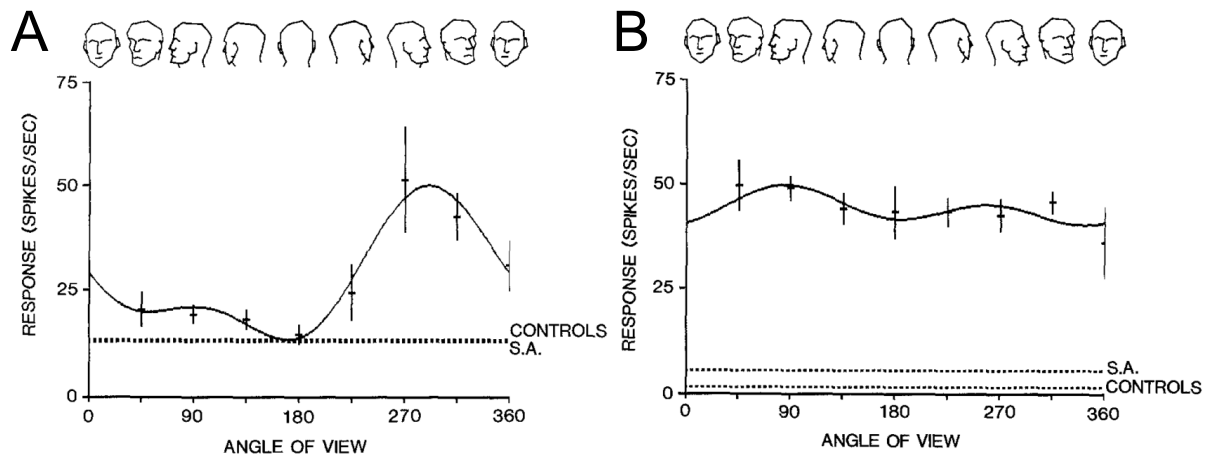 A
75
50
25
0
RESPONSE (SPIKES/SEC)
CONTROLS
S.A.
0 90 180 270 360
ANGLE OF VIEW
B
75
50
25
0
RESPONSE (SPIKES/SEC)
S.A.
CONTROLS
0 90 180 270 360
ANGLE OF VIEW